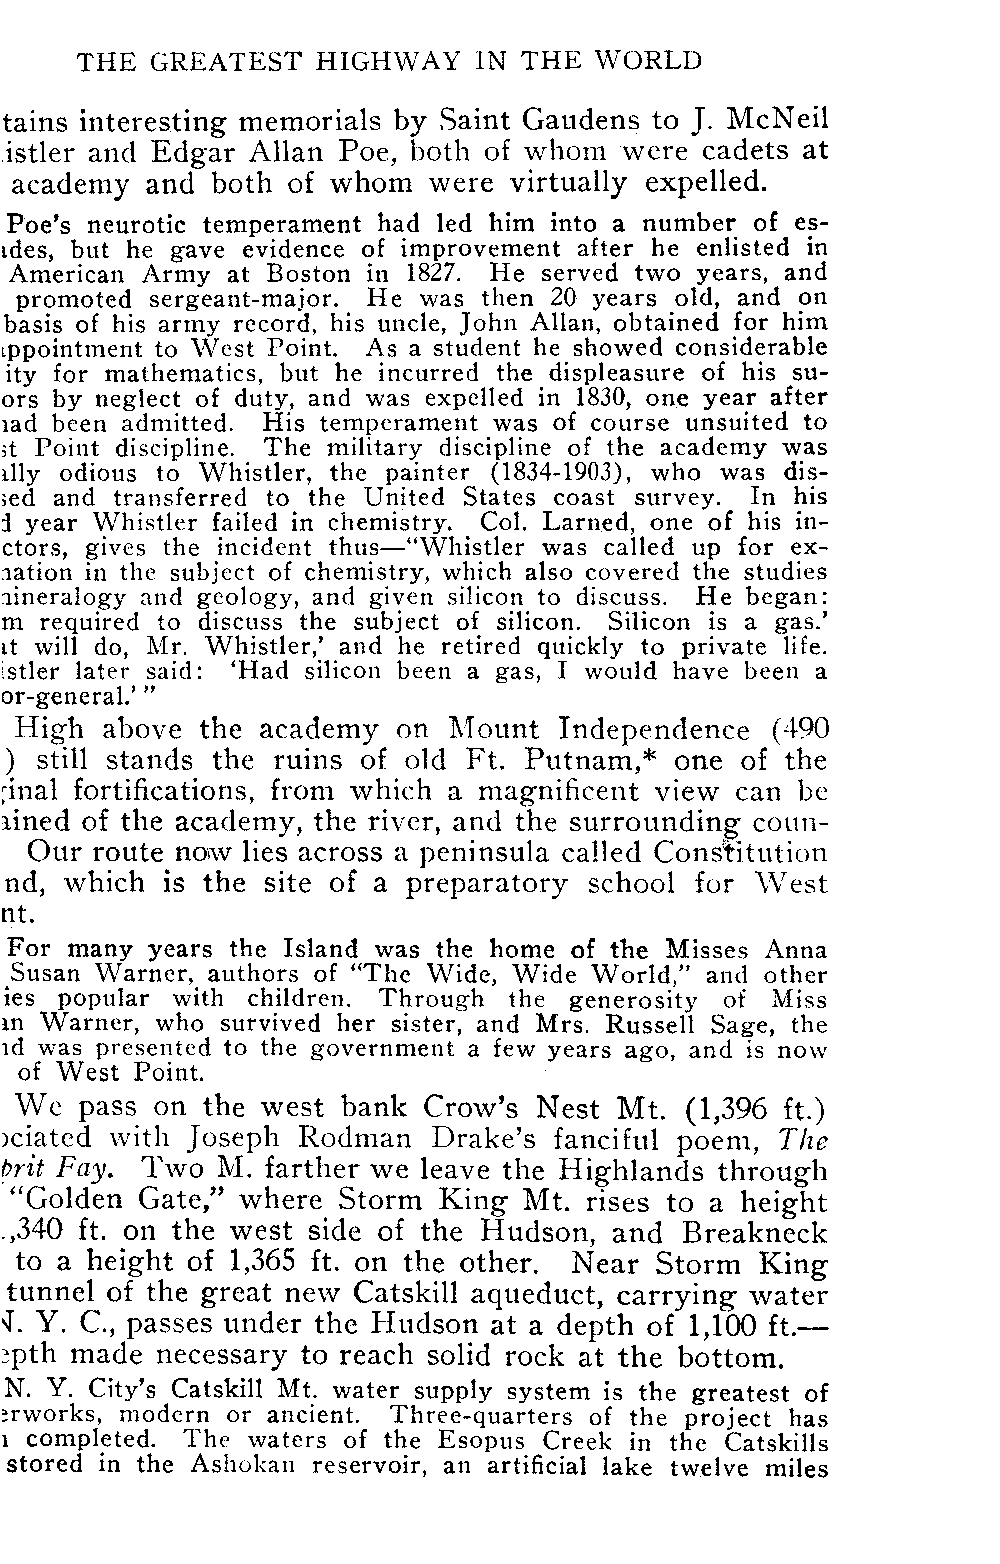 THE GREATEST HIGHWAY IN THE WORLD
tains interesting memorials by Saint Gaudens to J. McNeil
istler and Edgar Allan Poe, both of whom were cadets at
academy and both of whom were virtually expelled.
Poe's neurotic temperament had led him into a number of es-
des, but he gave evidence of improvement after he enlisted in
American Army at Boston in 1827. He served two years, and
promoted sergeant-major. He was then 20 years old, and on
basis of his army record, his uncle, John Allan, obtained for him
ppointment to West Point. As a student he showed considerable
ity for mathematics, but he incurred the displeasure of his su-
ors by neglect of duty, and was expelled in 1830, one year after
ad been admitted. His temperament was of course unsuited to
st Point discipline. The military discipline of the academy was
lly odious to Whistler, the painter (1834-1903), who was dis-
sed and transferred to the United States coast survey. In his
d year Whistler failed in chemistry. Col. Larned, one of his in-
ctors, gives the incident thus—“Whistler was called up for ex-
nation in the subject of chemistry, which also covered the studies
mineralogy and geology, and given silicon to discuss. He began:
m required to discuss the subject of silicon. Silicon is a gas.’
at will do, Mr. Whistler,’ and he retired quickly to private life.
istler later said: ‘Had silicon been a gas, I would have been a
or-general.’ ”
High above the academy on Mount Independence (490
) still stands the ruins of old Ft. Putnam,* one of the
ginal fortifications, from which a magnificent view can be
ained of the academy, the river, and the surrounding coun-
Our route now lies across a peninsula called Constitution
nd, which is the site of a preparatory school for West
nt.
For many years the Island was the home of the Misses Anna
Susan Warner, authors of “The Wide, Wide World,” and other
ies popular with children. Through the generosity of Miss
an Warner, who survived her sister, and Mrs. Russell Sage, the
nd was presented to the government a few years ago, and is now
of West Point.
We pass on the west bank Crow's Nest Mt. (1,396 ft.)
ociated with Joseph Rodman Drake's fanciful poem, The
prit Fay. Two M. farther we leave the Highlands through
“Golden Gate,” where Storm King Mt. rises to a height
,340 ft. on the west side of the Hudson, and Breakneck
to a height of 1,365 ft. on the other. Near Storm King
tunnel of the great new Catskill aqueduct, carrying water
N. Y. C., passes under the Hudson at a depth of 1,100 ft.—
epth made necessary to reach solid rock at the bottom.
N. Y. City's Catskill Mt. water supply system is the greatest of
erworks, modern or ancient. Three-quarters of the project has
n completed. The waters of the Esopus Creek in the Catskills
stored in the Ashokan reservoir, an artificial lake twelve miles